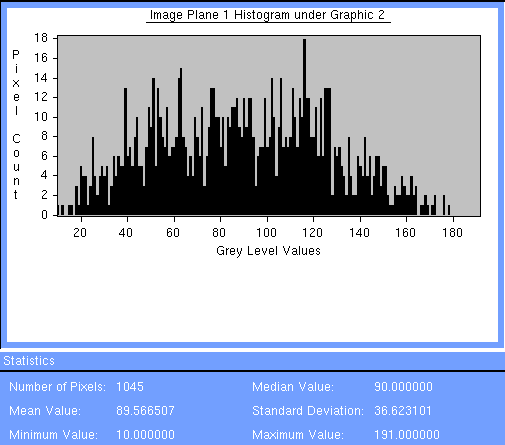 Image Plane 1 Histogram under Graphic 2
Pixel Count
18
16
14
12
10
8
6
4
2
0
20 40 60 80 100 120 140 160 180
Grey Level Values
Statistics
Number of Pixels: 1045 Median Value: 90.000000
Mean Value: 89.566507 Standard Deviation: 36.623101
Minimum Value: 10.000000 Maximum Value: 191.000000